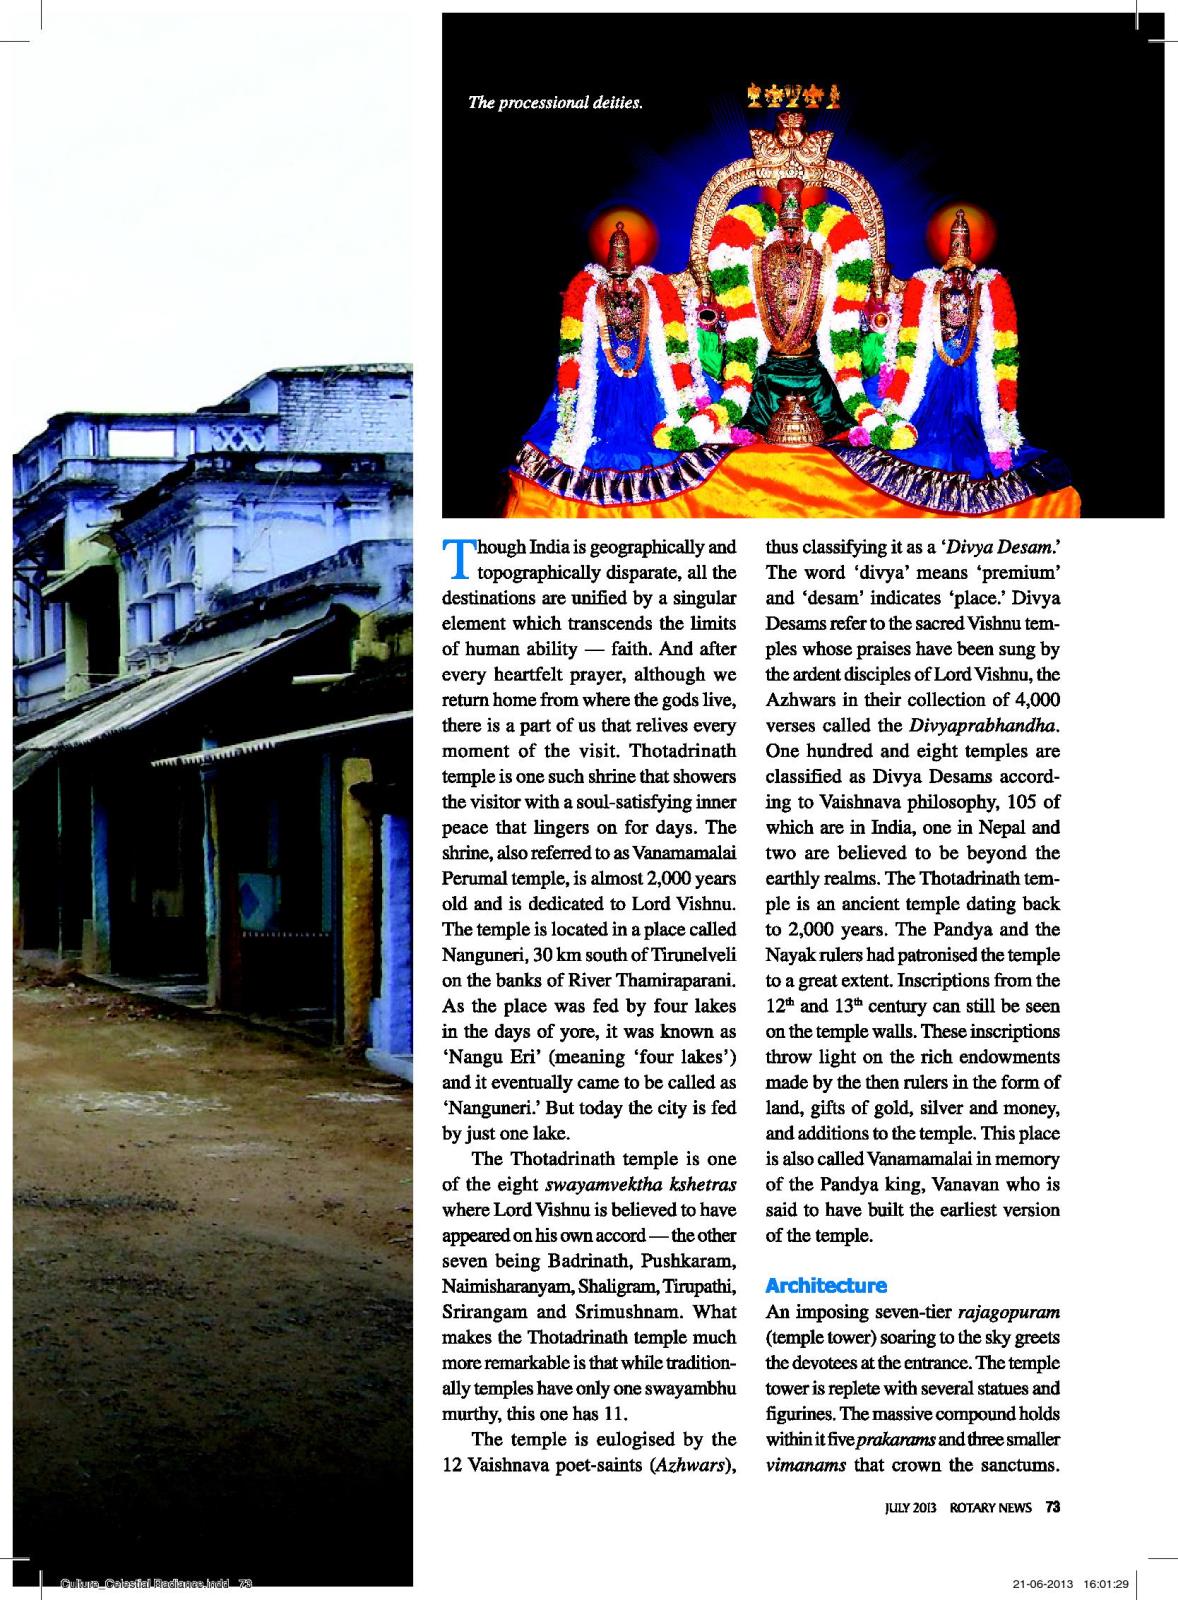 The processional deities.
Though India is geographically and
topographically disparate, all the
destinations are unified by a singular
element which transcends the limits
of human ability — faith. And after
every heartfelt prayer, although we
return home from where the gods live,
there is a part of us that relives every
moment of the visit. Thotadrinath
temple is one such shrine that showers
the visitor with a soul-satisfying inner
peace that lingers on for days. The
shrine, also referred to as Vanamamalai
Perumal temple, is almost 2,000 years
old and is dedicated to Lord Vishnu.
The temple is located in a place called
Nanguneri, 30 km south of Tirunelveli
on the banks of River Thamiraparani.
As the place was fed by four lakes
in the days of yore, it was known as
‘Nangu Eri’ (meaning ‘four lakes’)
and it eventually came to be called as
‘Nanguneri.’ But today the city is fed
by just one lake.
The Thotadrinath temple is one
of the eight swayamvektha kshetras
where Lord Vishnu is believed to have
appeared on his own accord — the other
seven being Badrinath, Pushkaram,
Naimisharanyam, Shaligram, Tirupathi,
Srirangam and Srimushnam. What
makes the Thotadrinath temple much
more remarkable is that while tradition-
ally temples have only one swayambhu
murthy, this one has 11.
The temple is eulogised by the
12 Vaishnava poet-saints (Azhwars),
thus classifying it as a ‘Divya Desam.’
The word ‘divya’ means ‘premium’
and ‘desam’ indicates ‘place.’ Divya
Desams refer to the sacred Vishnu tem-
ples whose praises have been sung by
the ardent disciples of Lord Vishnu, the
Azhwars in their collection of 4,000
verses called the Divyaprabhandha.
One hundred and eight temples are
classified as Divya Desams accord-
ing to Vaishnava philosophy, 105 of
which are in India, one in Nepal and
two are believed to be beyond the
earthly realms. The Thotadrinath tem-
ple is an ancient temple dating back
to 2,000 years. The Pandya and the
Nayak rulers had patronised the temple
to a great extent. Inscriptions from the
12th and 13th century can still be seen
on the temple walls. These inscriptions
throw light on the rich endowments
made by the then rulers in the form of
land, gifts of gold, silver and money,
and additions to the temple. This place
is also called Vanamamalai in memory
of the Pandya king, Vanavan who is
said to have built the earliest version
of the temple.
Architecture
An imposing seven-tier rajagopuram
(temple tower) soaring to the sky greets
the devotees at the entrance. The temple
tower is replete with several statues and
figurines. The massive compound holds
within it five prakarams and three smaller
vimanams that crown the sanctums.
JULY 2013 ROTARY NEWS 73
Culture_Celestial Radiance.indd 73
21-06-2013 16:01:29